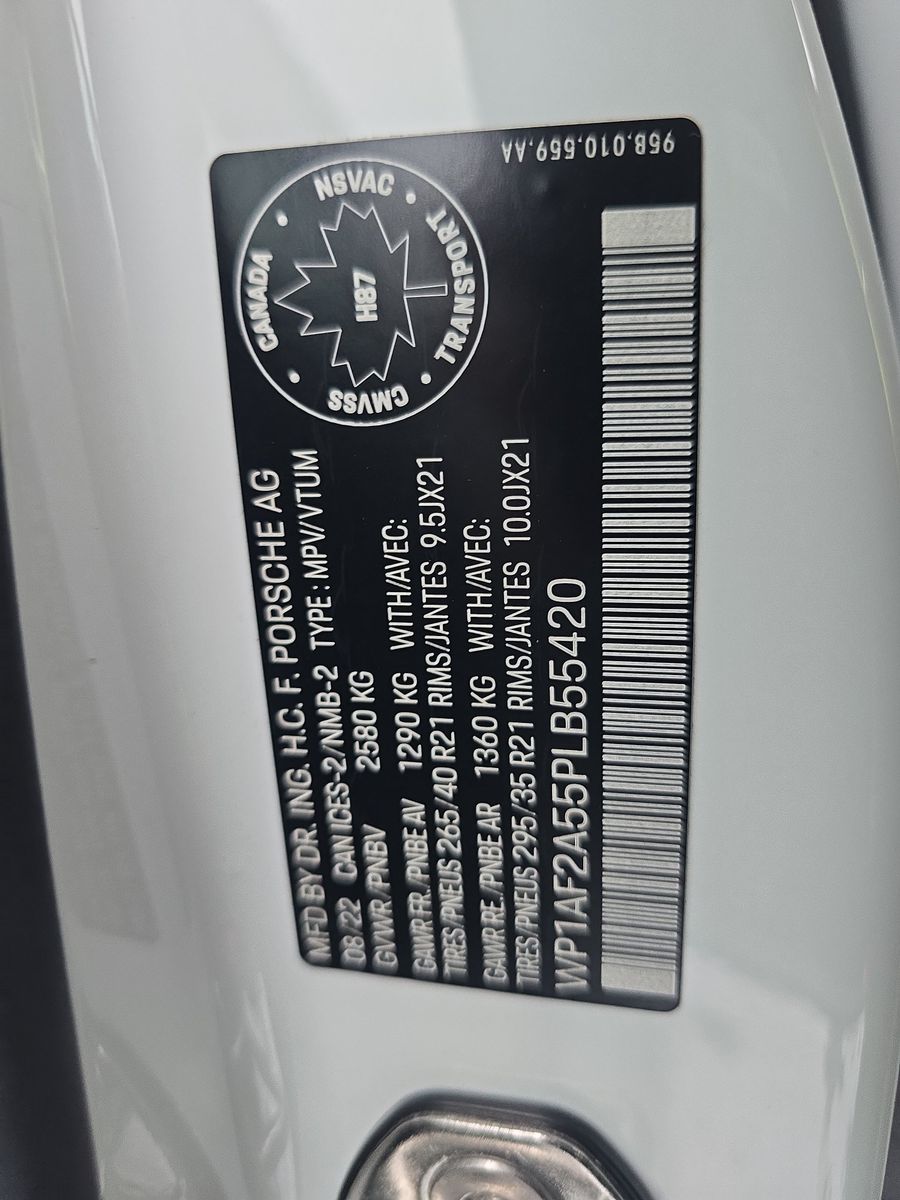 MFD BY DR. ING. H.C. F. PORSCHE AG
08/22 CAN ICES-2/NMB-2 TYPE : MPV/VTUM
GVWR/PNBV 2580 KG
GAWR FR./PNBE AV 1290 KG WITH/AVEC:
TIRES/PNEUS 265/40 R21 RIMS/JANTES 9.5JX21
GAWR RE./PNBE AR 1360 KG WITH/AVEC:
TIRES/PNEUS 295/35 R21 RIMS/JANTES 10.0JX21
WP1AF2A55PLB55420
CANADA
NSVAC
TRANSPORT
CMVSS
H87
95B.010.559.AA